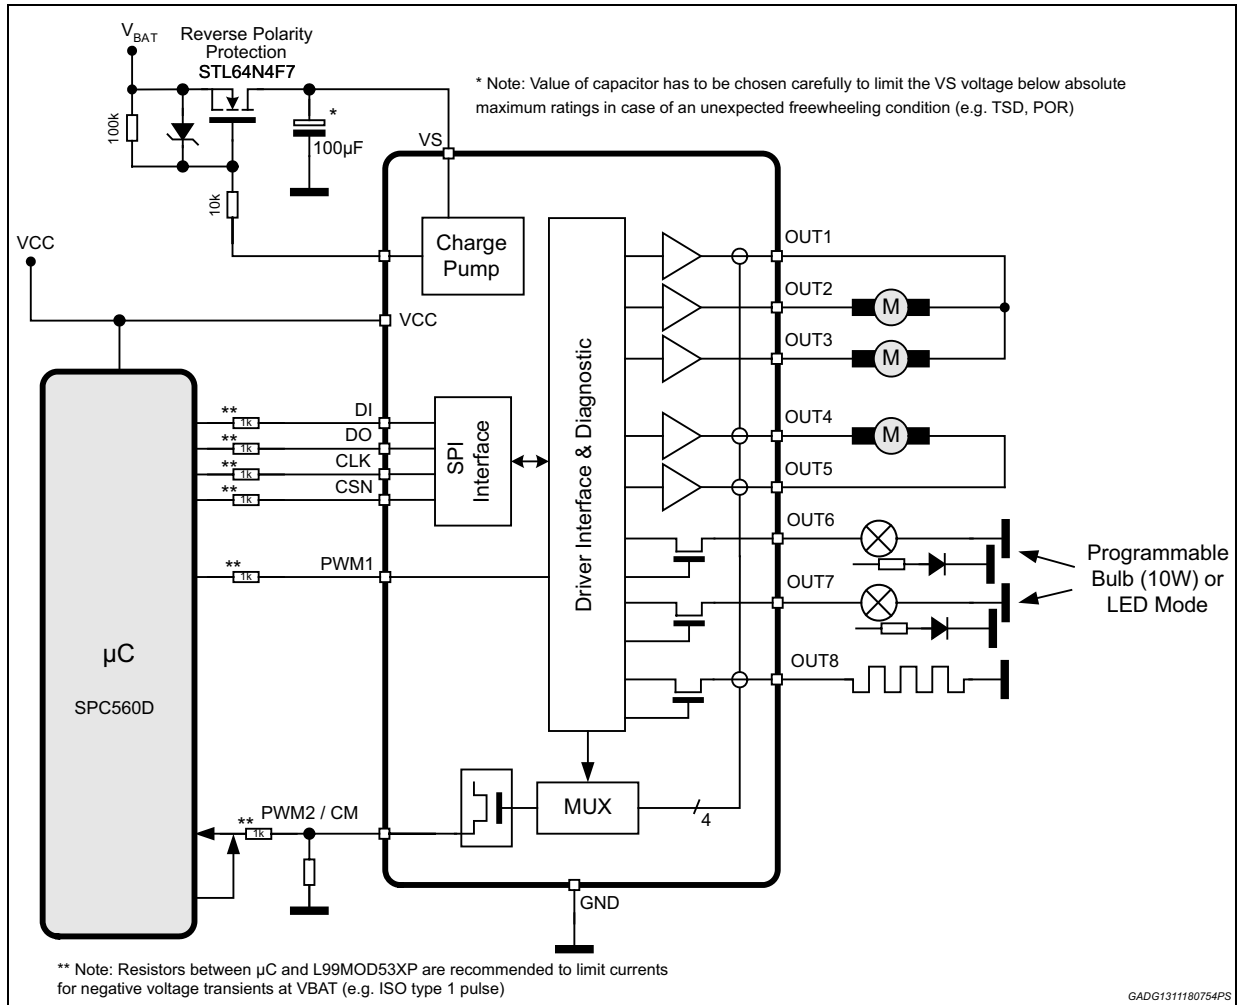 VBAT
Reverse Polarity
Protection
STL64N4F7
* Note: Value of capacitor has to be chosen carefully to limit the VS voltage below absolute
maximum ratings in case of an unexpected freewheeling condition (e.g. TSD, POR)
100k
*
100µF
VS
10k
VCC
Charge
Pump
VCC
OUT1
OUT2
M
OUT3
M
OUT4
M
OUT5
OUT6
OUT7
OUT8
Programmable
Bulb (10W) or
LED Mode
Driver Interface & Diagnostic
** 1k DI
** 1k DO
** 1k CLK
** 1k CSN
SPI
Interface
** 1k PWM1
µC
SPC560D
MUX
4
PWM2 / CM
** 1k
GND
** Note: Resistors between µC and L99MOD53XP are recommended to limit currents
for negative voltage transients at VBAT (e.g. ISO type 1 pulse)
GADG1311180754PS